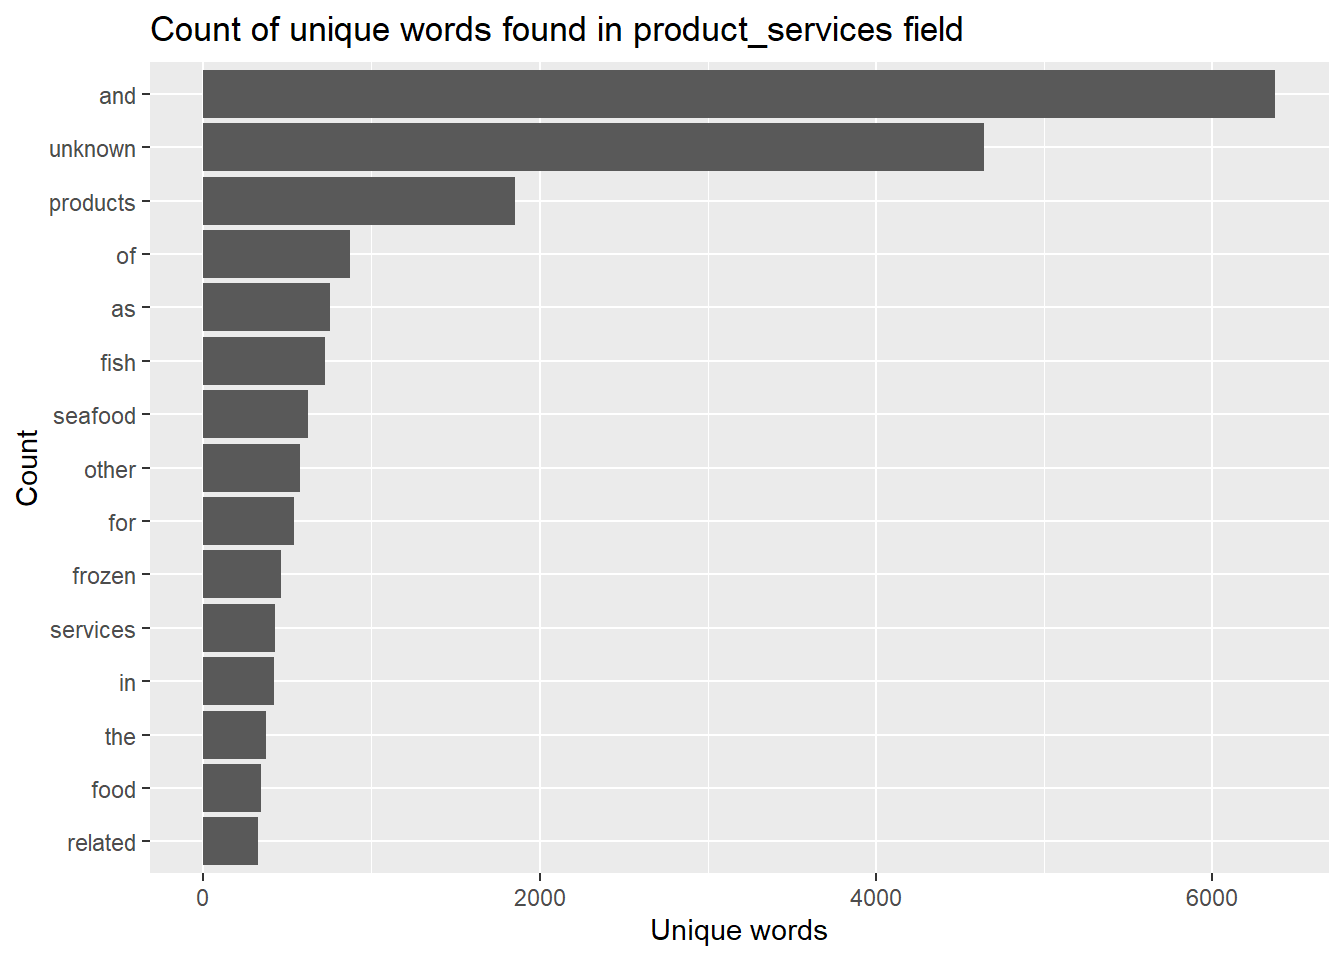 Count of unique words found in product_services field
and
unknown
products
of
as
fish
seafood
other
for
frozen
services
in
the
food
related
Count
0 2000 4000 6000
Unique words